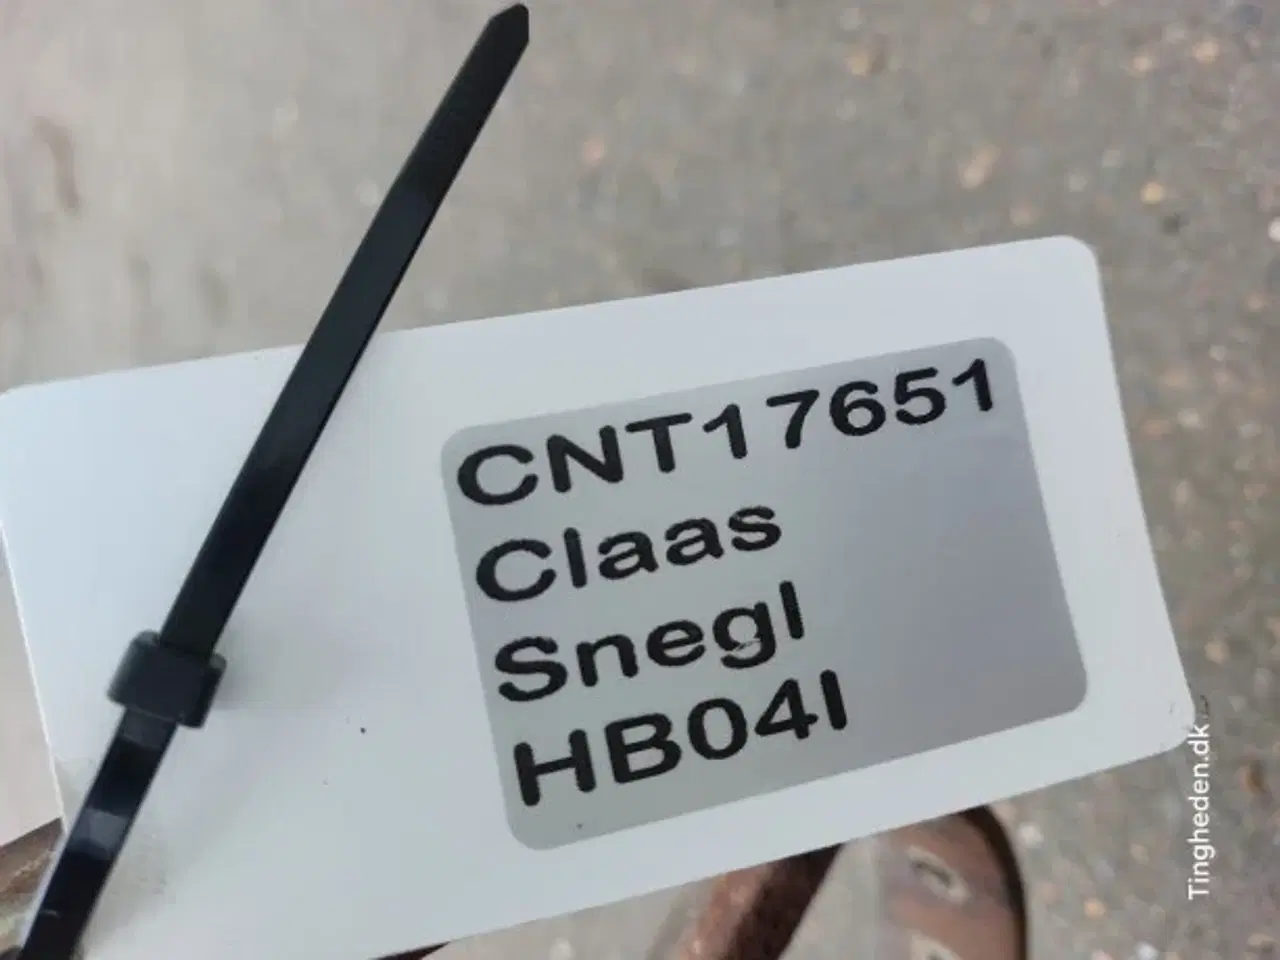 CNT17651
Claas
Snegl
HB04I
Tingheden.dk